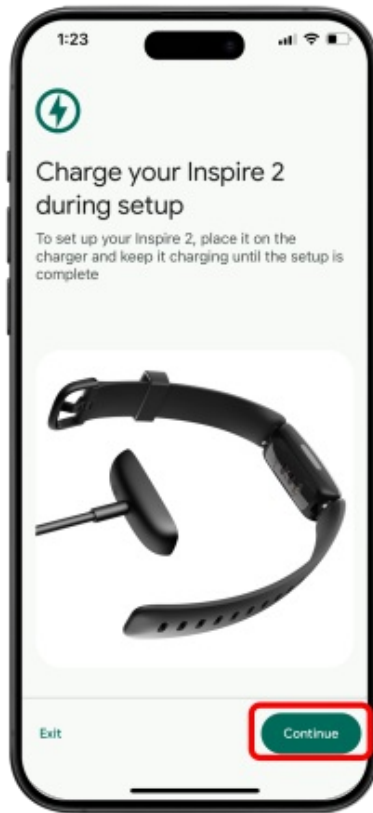 1:23
Charge your Inspire 2
during setup
To set up your Inspire 2, place it on the
charger and keep it charging until the setup is
complete
Exit
Continue